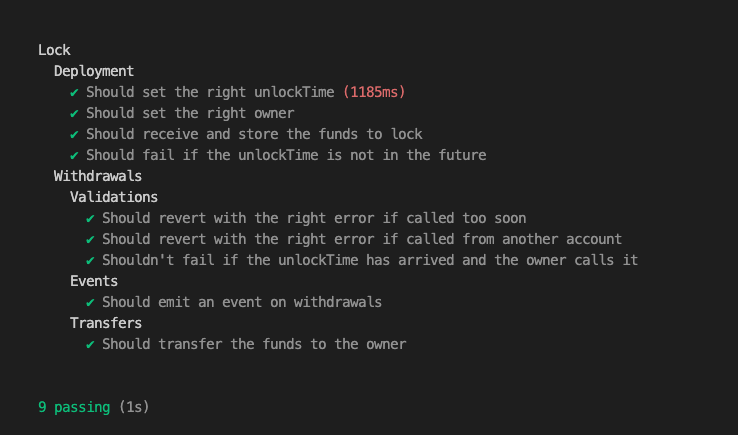 Lock
Deployment
✔ Should set the right unlockTime (1185ms)
✔ Should set the right owner
✔ Should receive and store the funds to lock
✔ Should fail if the unlockTime is not in the future
Withdrawals
Validations
✔ Should revert with the right error if called too soon
✔ Should revert with the right error if called from another account
✔ Shouldn't fail if the unlockTime has arrived and the owner calls it
Events
✔ Should emit an event on withdrawals
Transfers
✔ Should transfer the funds to the owner
9 passing (1s)